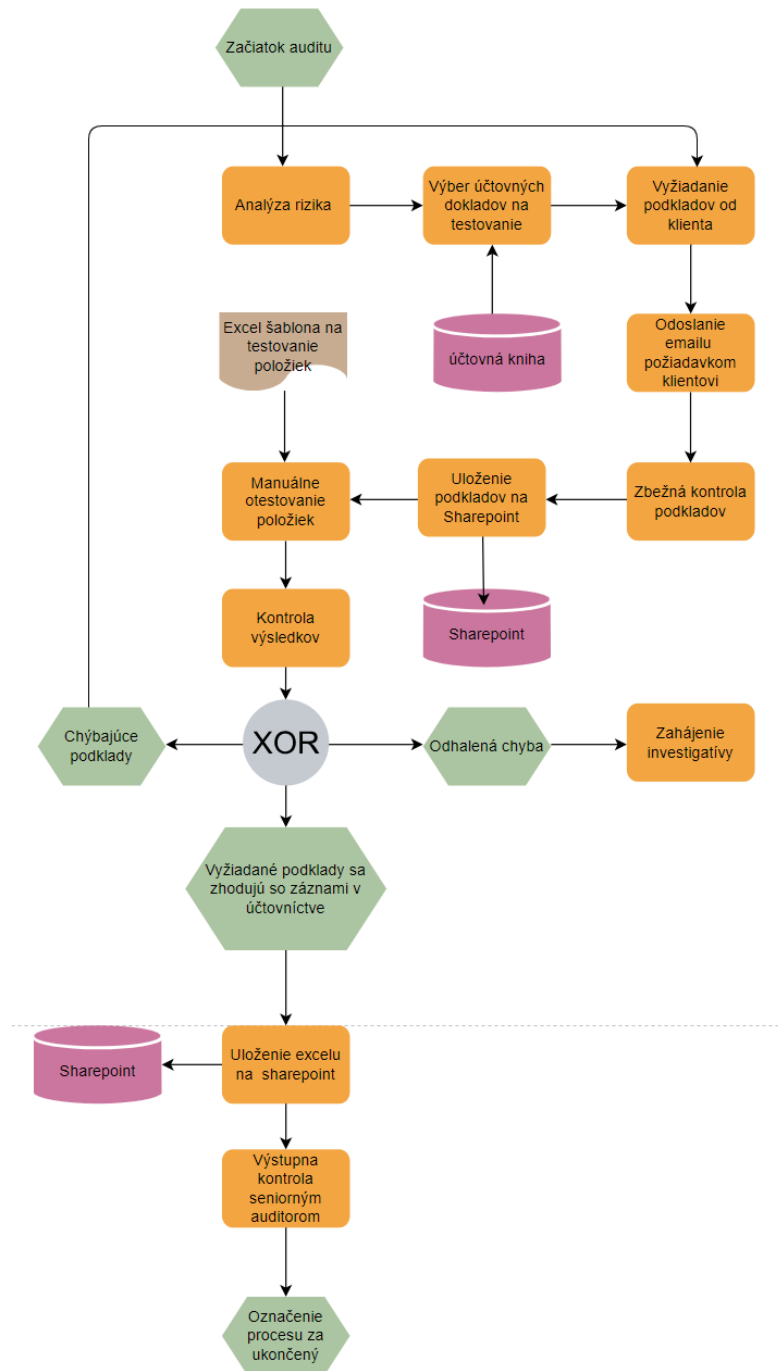 Začiatok auditu
Analýza rizika
Výber účtovných
dokladov na
testovanie
Vyžiadanie
podkladov od
klienta
Excel šablona na
testovanie
položiek
účtovná kniha
Odoslanie
emailu
požiadavkom
klientovi
Manuálne
otestovanie
položiek
Uloženie
podkladov na
Sharepoint
Zbežná kontrola
podkladov
Kontrola
výsledkov
Sharepoint
Chýbajúce
podklady
XOR
Odhalená chyba
Zahájenie
investigatívy
Vyžiadané podklady sa
zhodujú so záznami v
účtovníctve
Sharepoint
Uloženie excelu
na sharepoint
Výstupna
kontrola
seniorným
auditorom
Označenie
procesu za
ukončený